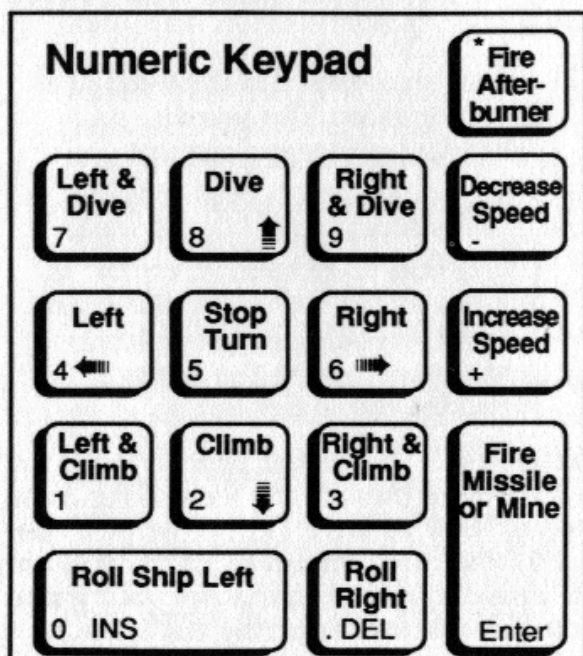 Numeric Keypad
*
Fire
After-
burner
Left &
Dive
7
Dive
8
Right
& Dive
9
Decrease
Speed
-
Left
4
Stop
Turn
5
Right
6
Increase
Speed
+
Left &
Climb
1
Climb
2
Right &
Climb
3
Fire
Missile
or Mine
Enter
Roll Ship Left
0 INS
Roll
Right
. DEL